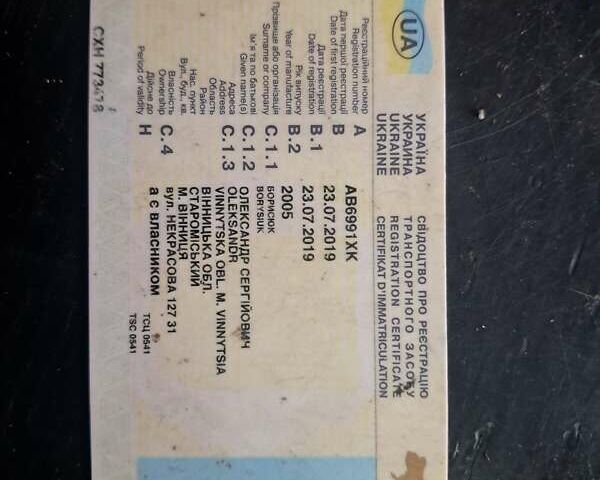 UA
УКРАЇНА
УКРАИНА
UKRAINE
UKRAINE
СВІДОЦТВО ПРО РЕЄСТРАЦІЮ
ТРАНСПОРТНОГО ЗАСОБУ
REGISTRATION CERTIFICATE
CERTIFIKAT D'IMMATRICULATION
Реєстраційний номер
Registration number
A
AB6991XK
Дата першої реєстрації
Date of first registration
B
23.07.2019
Дата реєстрації
Date of registration
B.1
23.07.2019
Рік випуску
Year of manufacture
B.2
2005
Прізвище або організація
Surname or company
C.1.1
БОРИСЮК
BORYSIUK
Ім'я та по батькові
Given name(s)
C.1.2
ОЛЕКСАНДР СЕРГІЙОВИЧ
OLEKSANDR
Адреса
Address
C.1.3
VINNYTSKA OBL. M. VINNYTSIA
Область
ВІННИЦЬКА ОБЛ.
Район
СТАРОМІСЬКИЙ
Нас. пункт
М. ВІННИЦЯ
Вул., буд., кв.
ВУЛ. НЕКРАСОВА 127 31
Власність
Ownership
C.4
а Є ВЛАСНИКОМ
Дійсне до
Period of validity
H
ТСЦ 0541
TSC 0541
СХН 773478